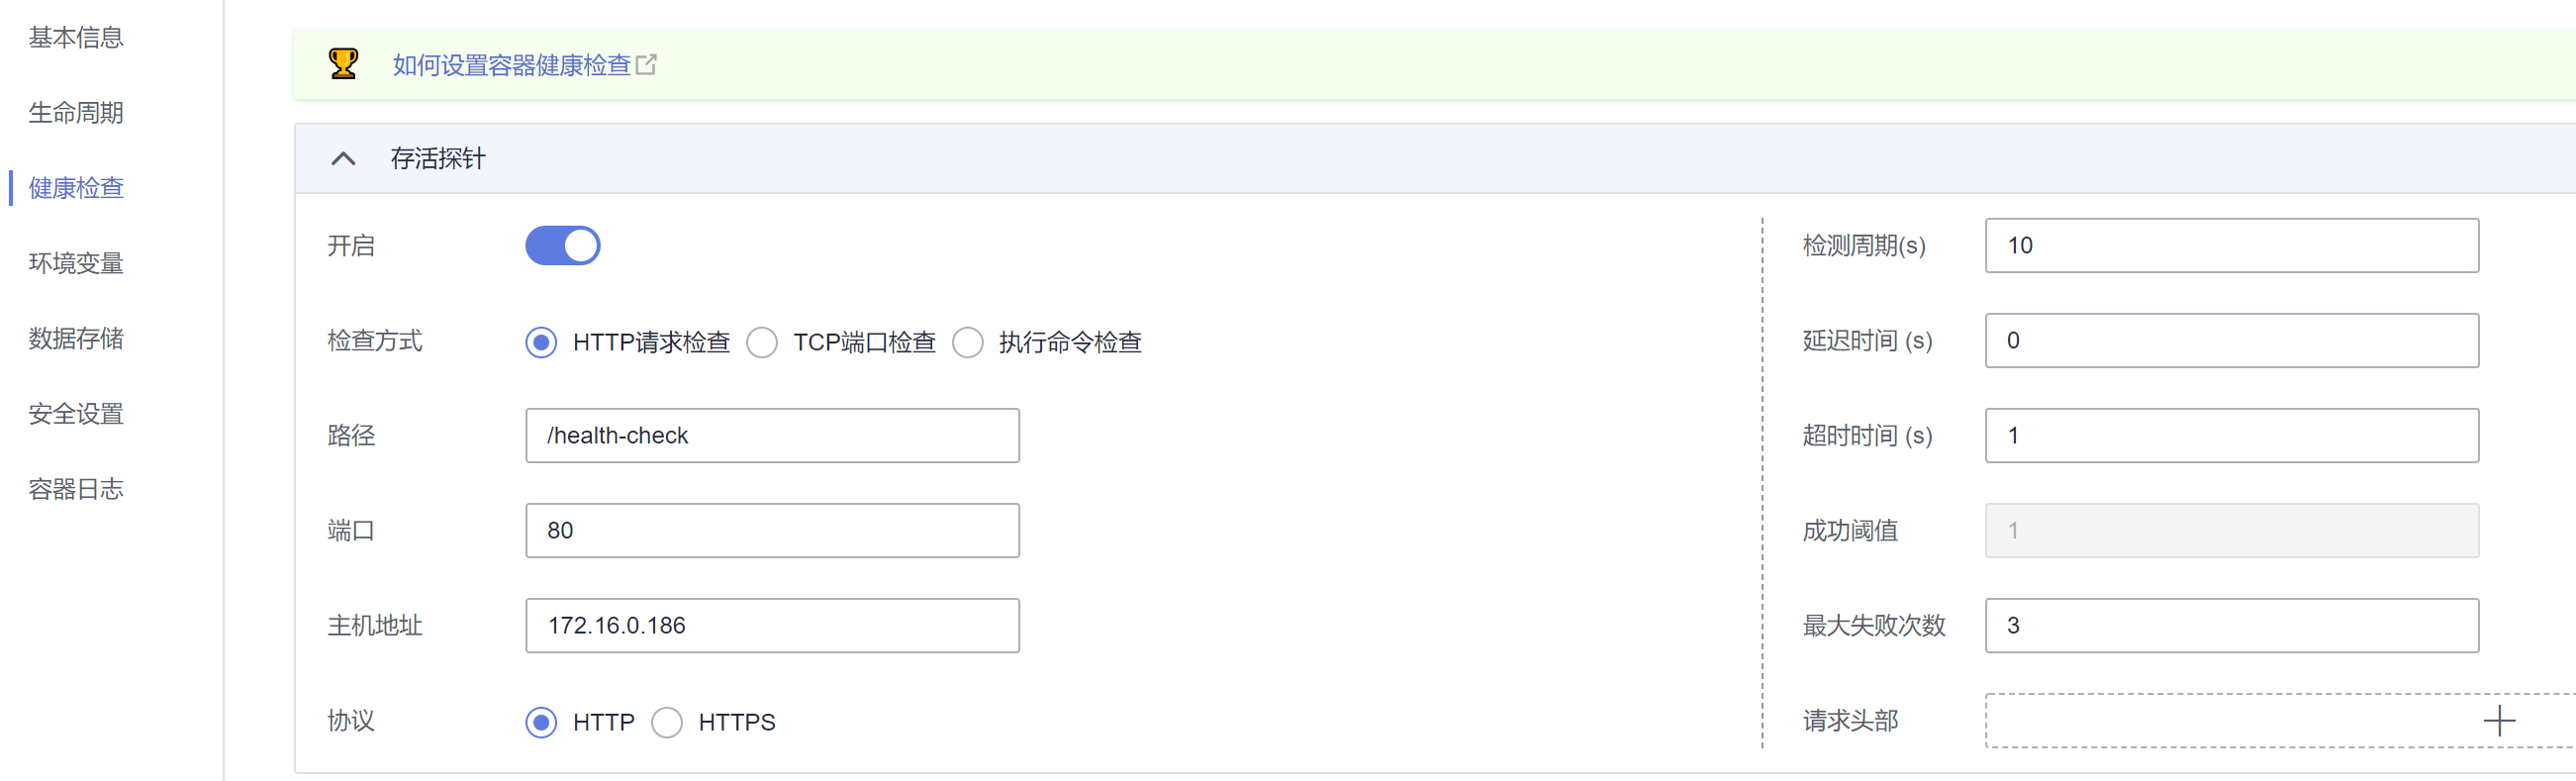 基本信息
生命周期
健康检查
环境变量
数据存储
安全设置
容器日志
如何设置容器健康检查
存活探针
开启
检查方式 HTTP请求检查 TCP端口检查 执行命令检查
路径 /health-check
端口 80
主机地址 172.16.0.186
协议 HTTP HTTPS
检测周期(s) 10
延迟时间 (s) 0
超时时间 (s) 1
成功阈值 1
最大失败次数 3
请求头部